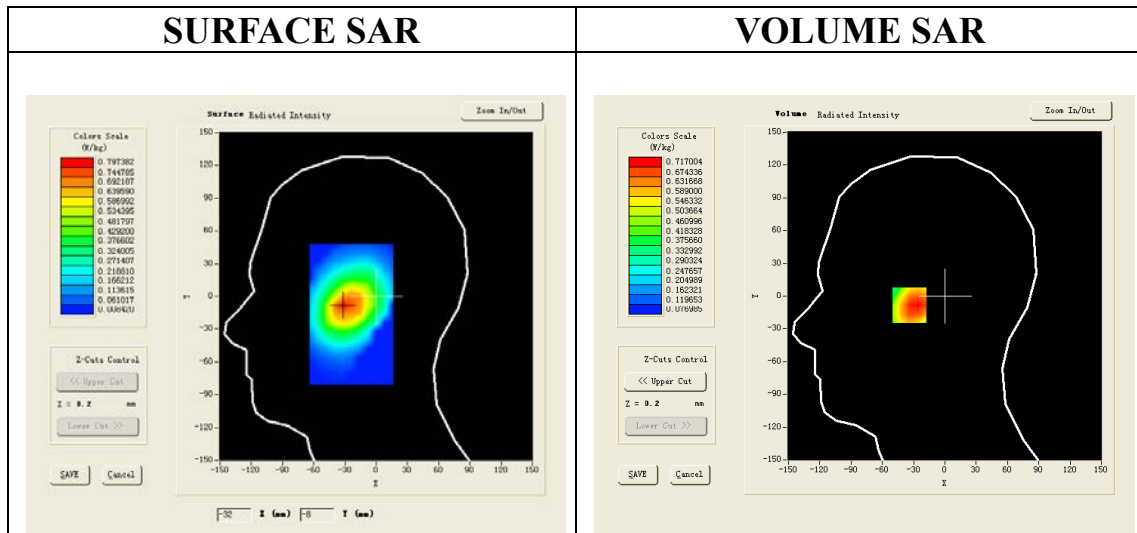 SURFACE SAR
VOLUME SAR
Surface Radiated Intensity
Zoom In/Out
Colors Scale
(W/kg)
0.797382
0.744785
0.692187
0.639590
0.586992
0.534395
0.481797
0.429200
0.376602
0.324005
0.271407
0.218810
0.166212
0.113615
0.061017
0.008420
150
120
90
60
30
0
-30
-60
-90
-120
-150
Y
-150 -120 -90 -60 -30 0 30 60 90 120 150
X
Z-Cuts Control
<< Upper Cut
Z = 0.2 mm
Lower Cut >>
SAVE Cancel
-32 X (mm) -8 Y (mm)
Volume Radiated Intensity
Zoom In/Out
Colors Scale
(W/kg)
0.717004
0.674336
0.631668
0.589000
0.546332
0.503664
0.460996
0.418328
0.375660
0.332992
0.290324
0.247657
0.204989
0.162321
0.119653
0.076985
150
120
90
60
30
0
-30
-60
-90
-120
-150
Y
-150 -120 -90 -60 -30 0 30 60 90 120 150
X
Z-Cuts Control
<< Upper Cut
Z = 0.2 mm
Lower Cut >>
SAVE Cancel